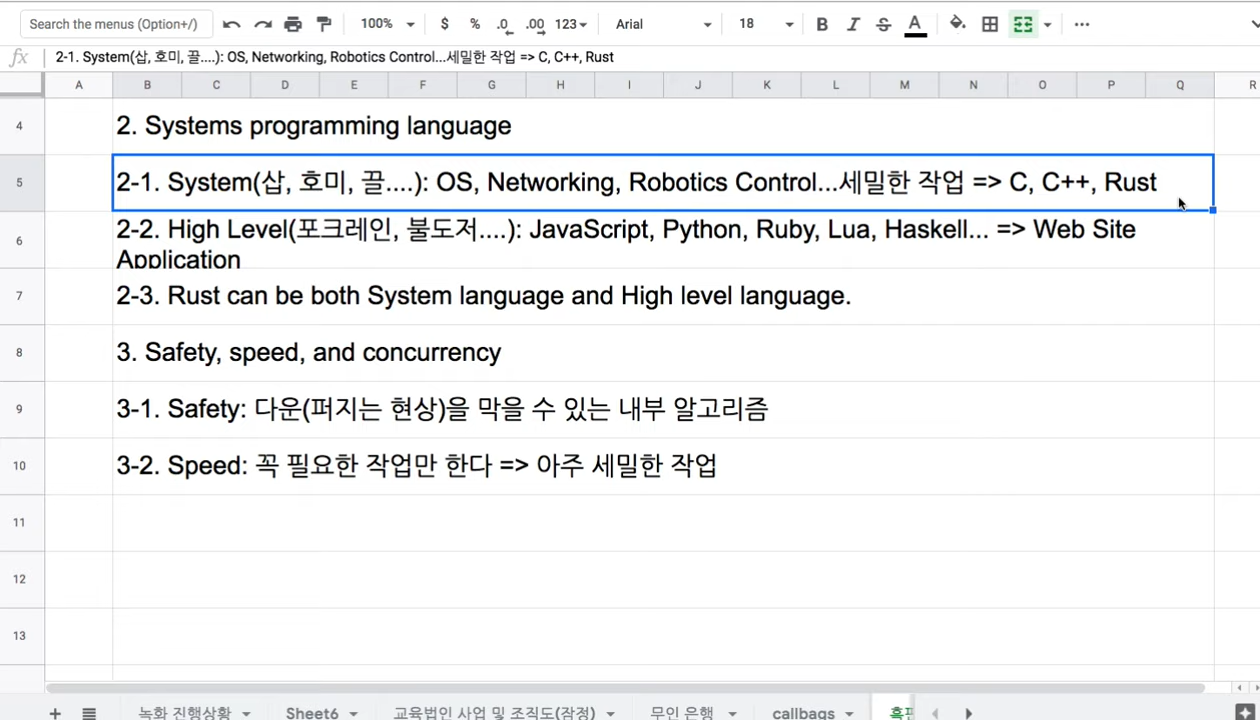 Search the menus (Option+/)
100%
$ % .0 .00 123
Arial
18
B I S A
fx 2-1. System(삽, 호미, 끌....): OS, Networking, Robotics Control...세밀한 작업 => C, C++, Rust
A B C D E F G H I J K L M N O P Q R
4 2. Systems programming language
5 2-1. System(삽, 호미, 끌....): OS, Networking, Robotics Control...세밀한 작업 => C, C++, Rust
6 2-2. High Level(포크레인, 불도저....): JavaScript, Python, Ruby, Lua, Haskell... => Web Site
Application
7 2-3. Rust can be both System language and High level language.
8 3. Safety, speed, and concurrency
9 3-1. Safety: 다운(퍼지는 현상)을 막을 수 있는 내부 알고리즘
10 3-2. Speed: 꼭 필요한 작업만 한다 => 아주 세밀한 작업
11
12
13
녹화 진행상황 Sheet6 교육법인 사업 및 조직도(잠정) 무인 은행 callbags